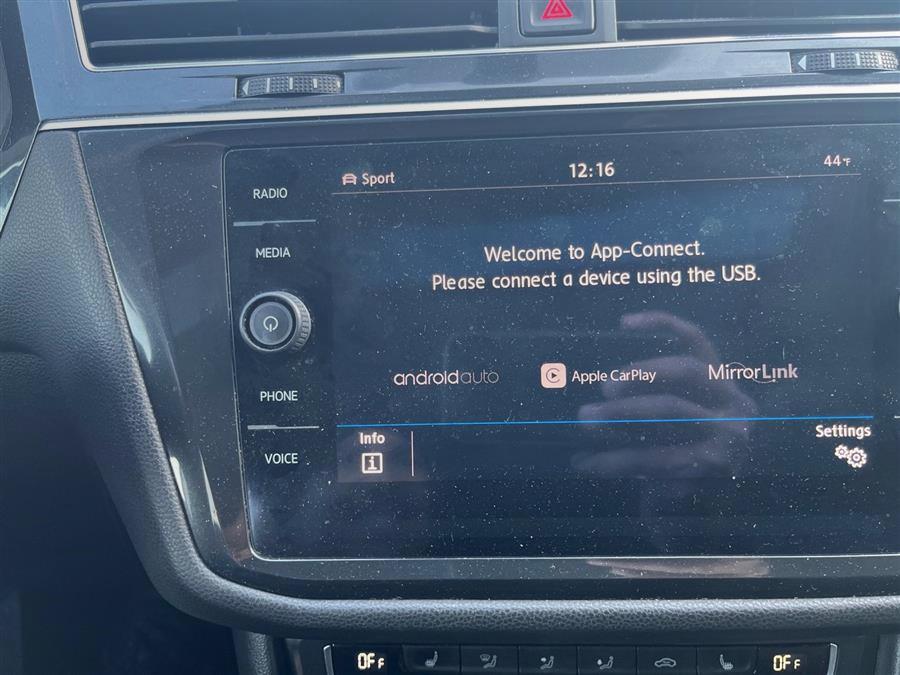 Sport 12:16 44°F
RADIO
MEDIA
Welcome to App-Connect.
Please connect a device using the USB.
androidauto Apple CarPlay MirrorLink
PHONE
VOICE
Info Settings
i
OFF OFF